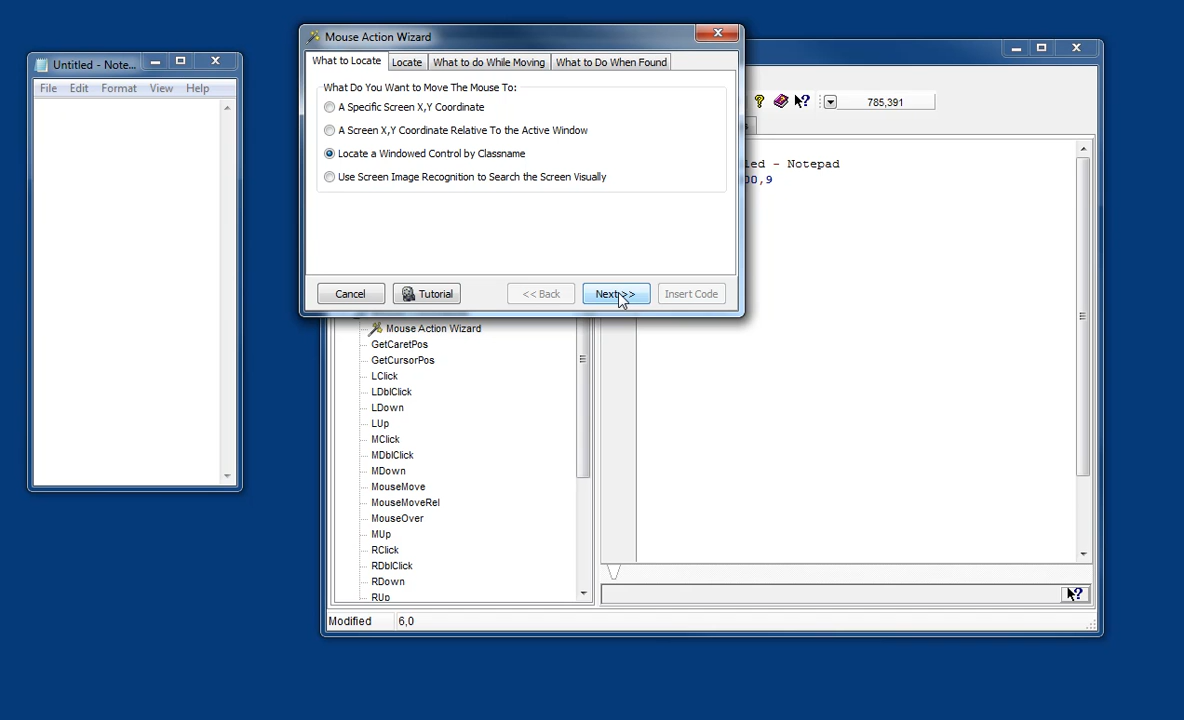 Mouse Action Wizard
What to Locate Locate What to do While Moving What to Do When Found
What Do You Want to Move The Mouse To:
A Specific Screen X,Y Coordinate
A Screen X,Y Coordinate Relative To the Active Window
Locate a Windowed Control by Classname
Use Screen Image Recognition to Search the Screen Visually
Cancel Tutorial << Back Next >> Insert Code
Untitled - Note...
File Edit Format View Help
785,391
led - Notepad
00,9
Mouse Action Wizard
GetCaretPos
GetCursorPos
LClick
LDblClick
LDown
LUp
MClick
MDblClick
MDown
MouseMove
MouseMoveRel
MouseOver
MUp
RClick
RDblClick
RDown
RUp
Modified 6,0